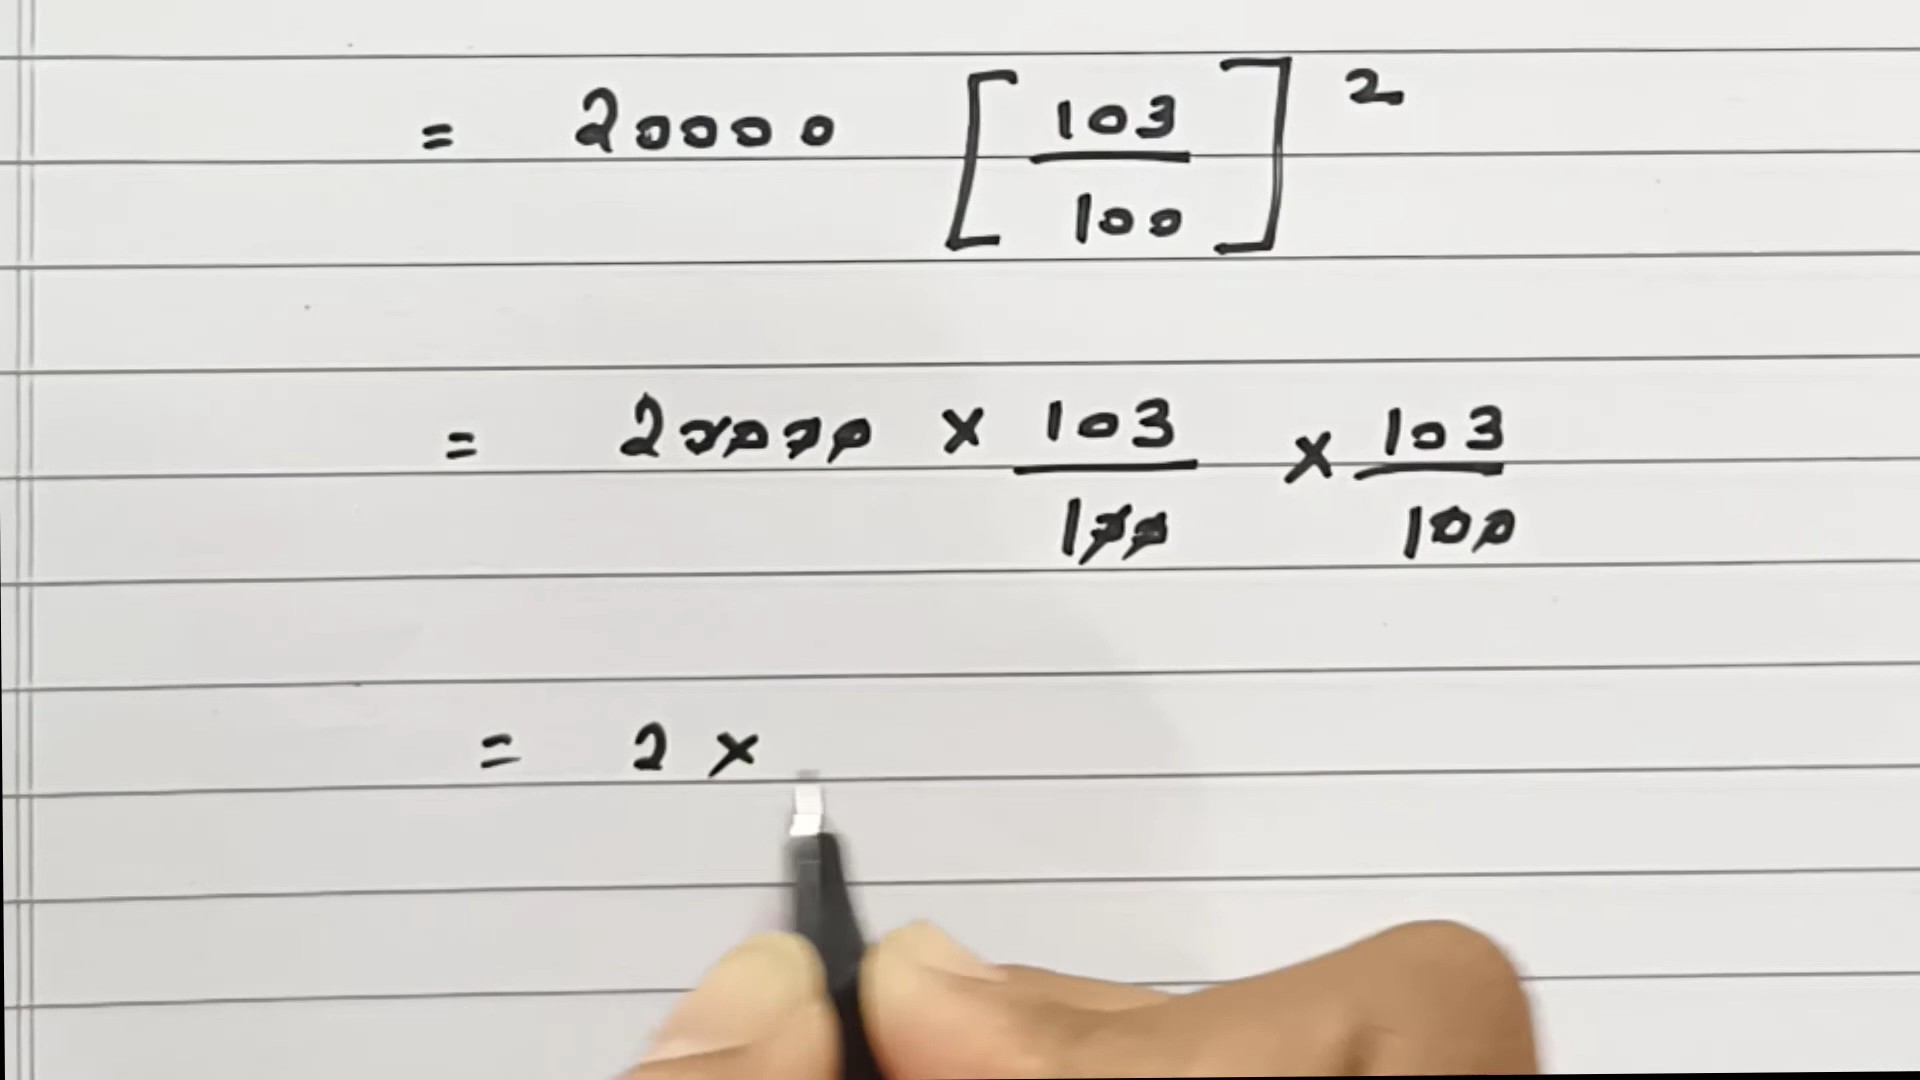 = 20000 [103/100]²
= 20000 × 103/100 × 103/100
= 2 ×